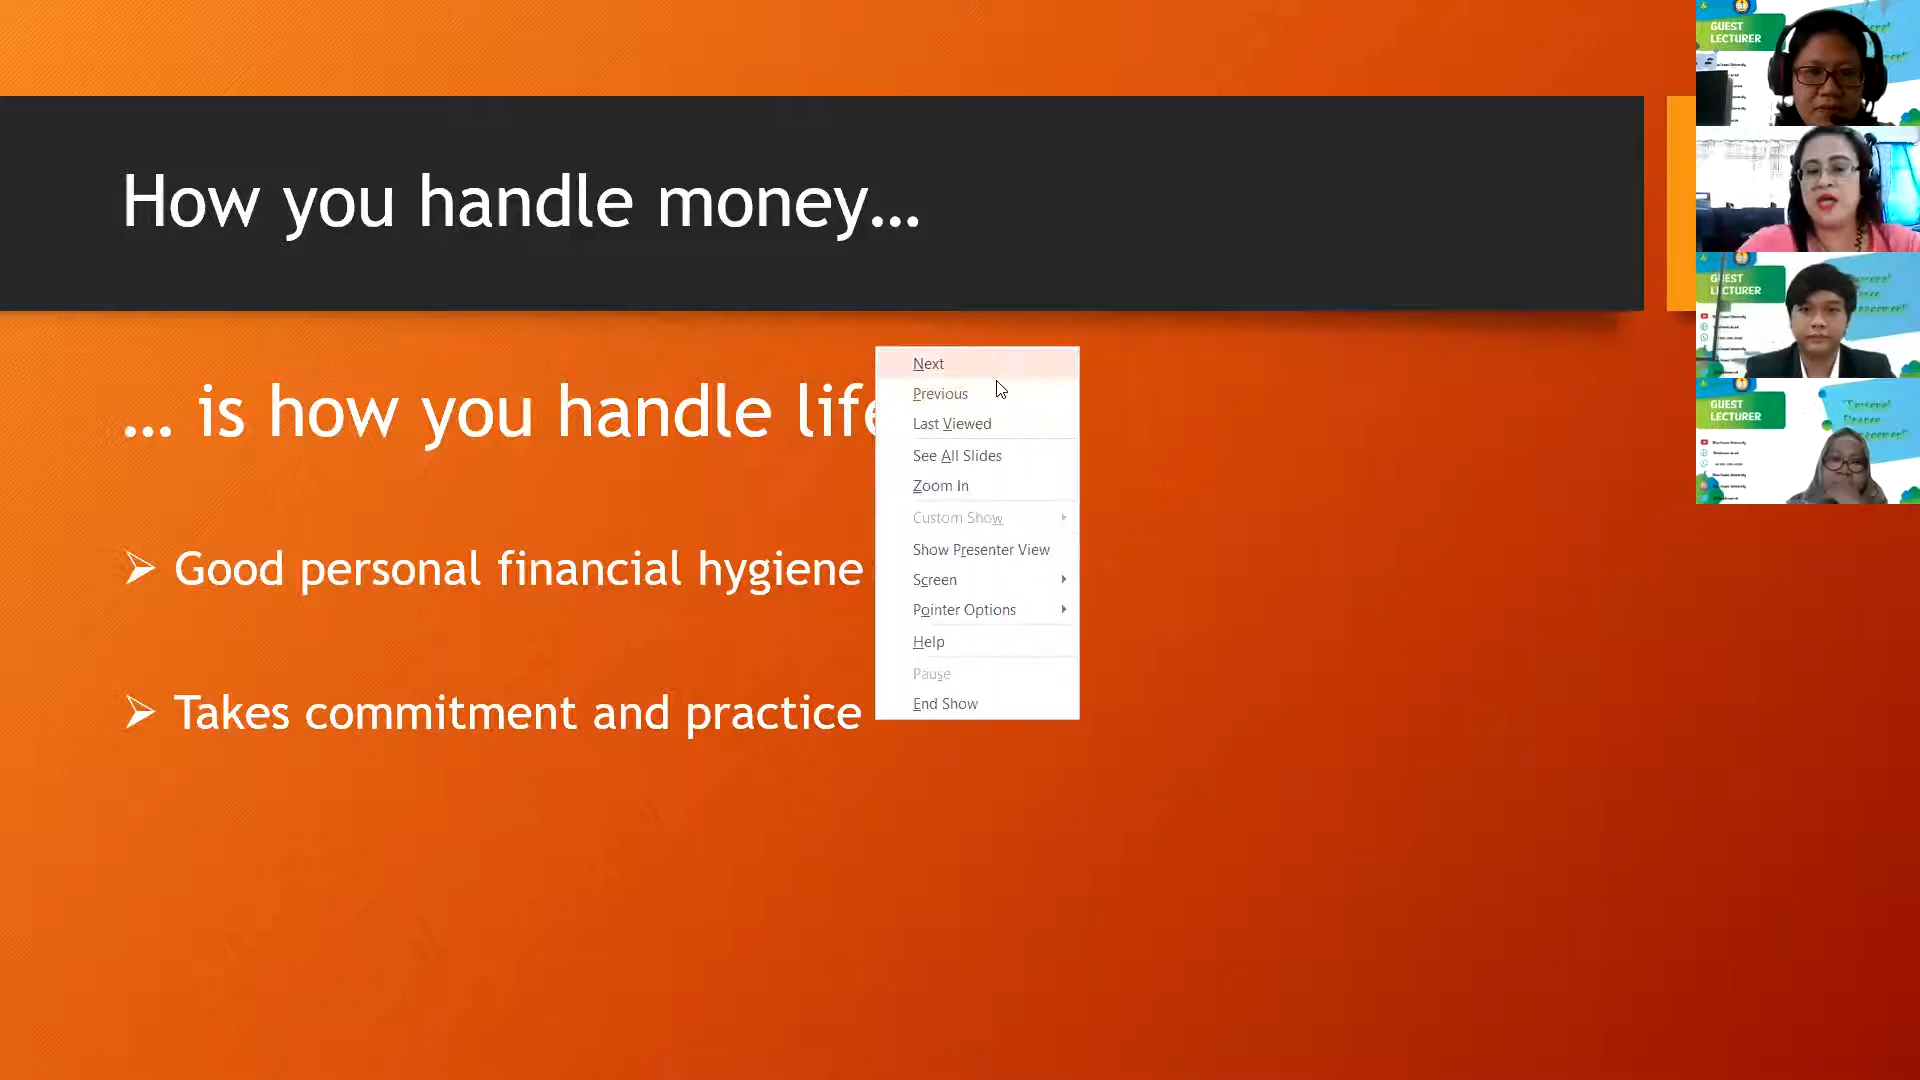 How you handle money...
... is how you handle life
➢ Good personal financial hygiene
➢ Takes commitment and practice
Next
Previous
Last Viewed
See All Slides
Zoom In
Custom Show
Show Presenter View
Screen
Pointer Options
Help
Pause
End Show
GUEST
LECTURER
GUEST
LECTURER
GUEST
LECTURER
"Personal
Finance